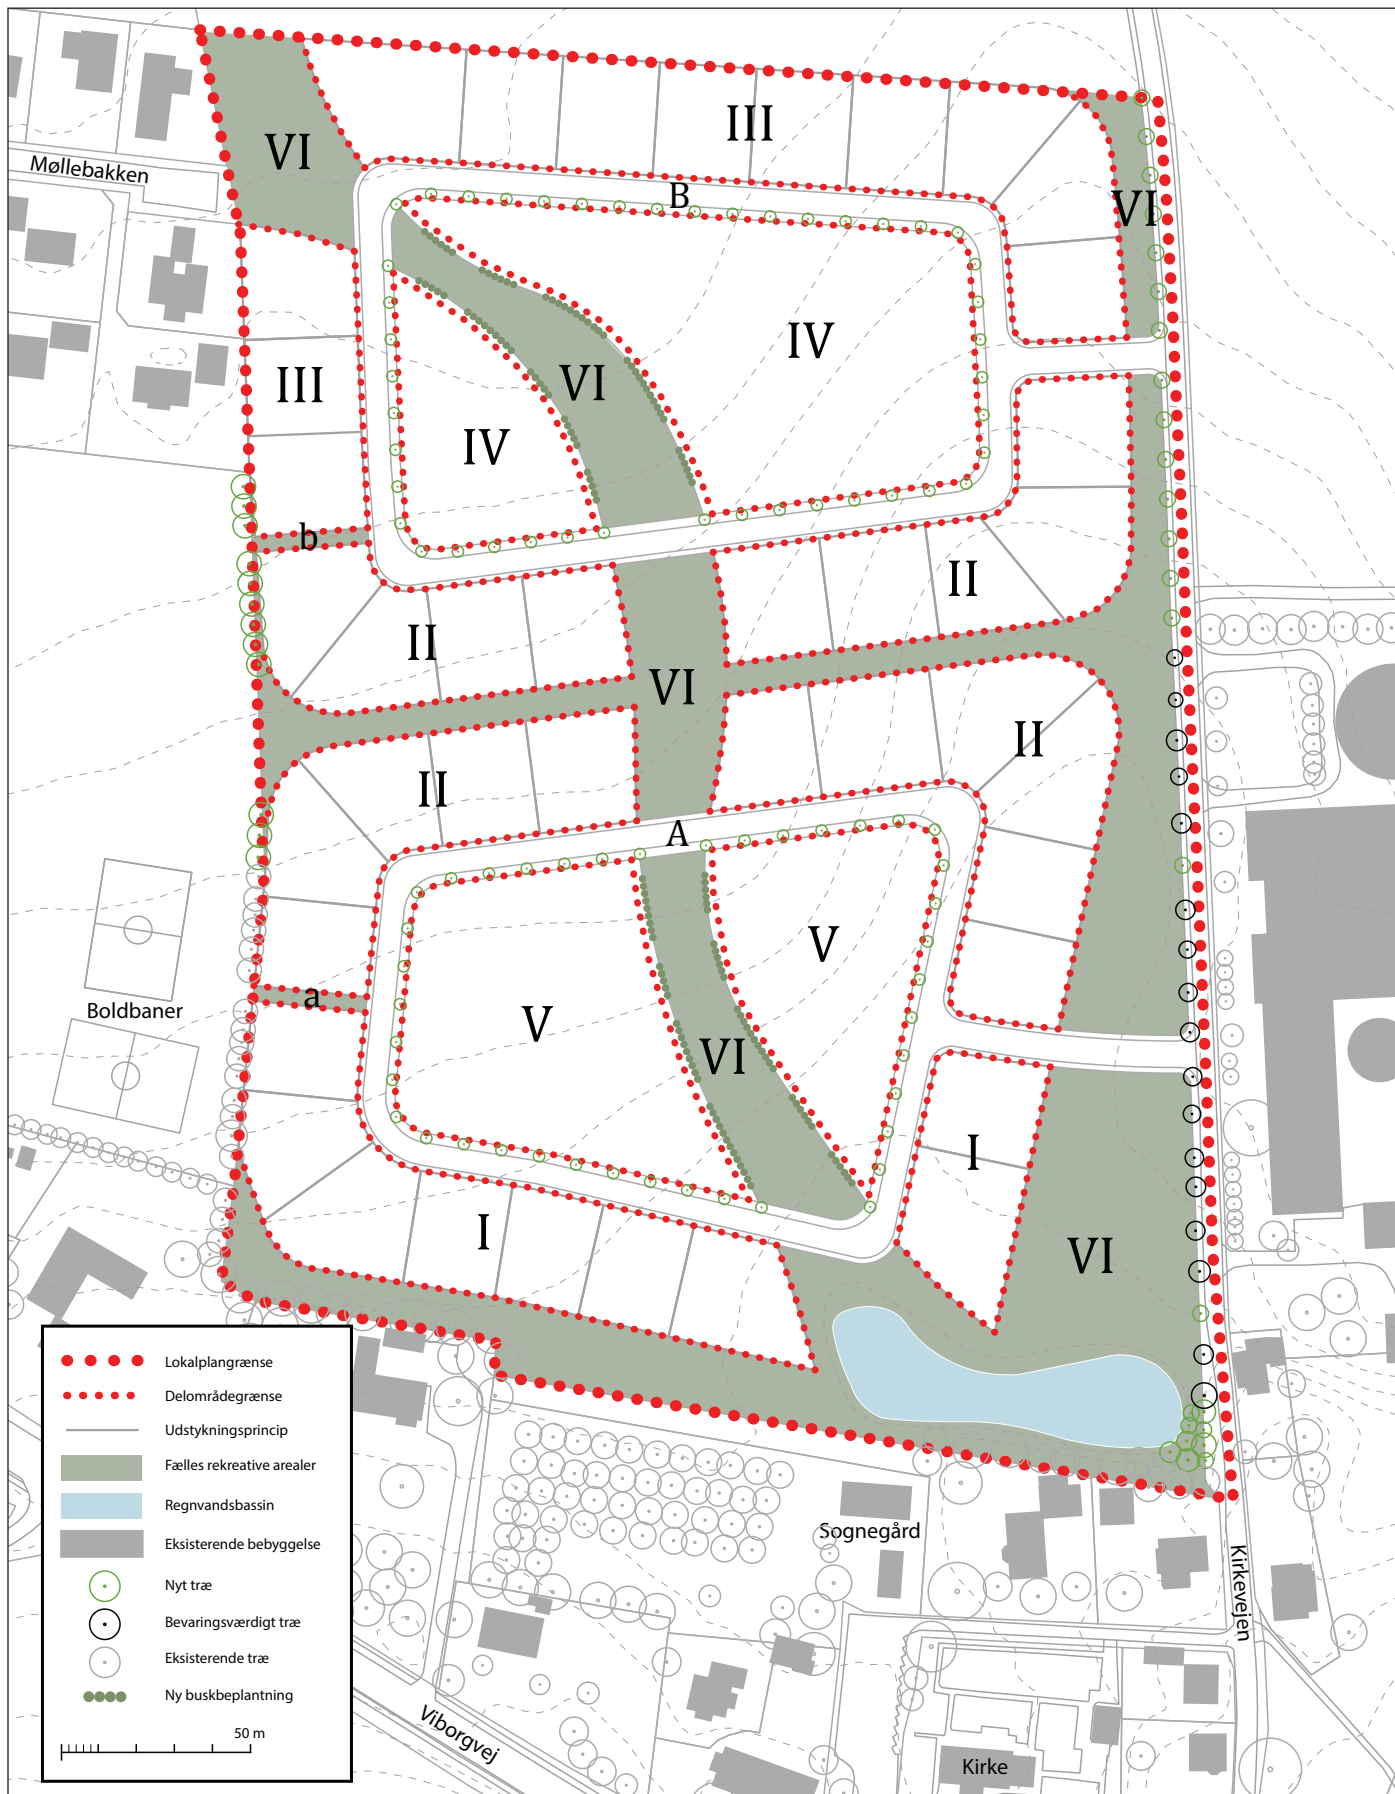 III
VI
Møllebakken
B
VI
IV
III
VI
IV
b
II
II
VI
II
II
A
V
a
Boldbaner
V
VI
I
I
VI
Lokalplangrænse
Delområdegrænse
Udstykningsprincip
Fælles rekreative arealer
Regnvandsbassin
Eksisterende bebyggelse
Nyt træ
Bevaringsværdigt træ
Eksisterende træ
Ny buskbeplantning
50 m
Sognegård
Kirkevejen
Viborgvej
Kirke